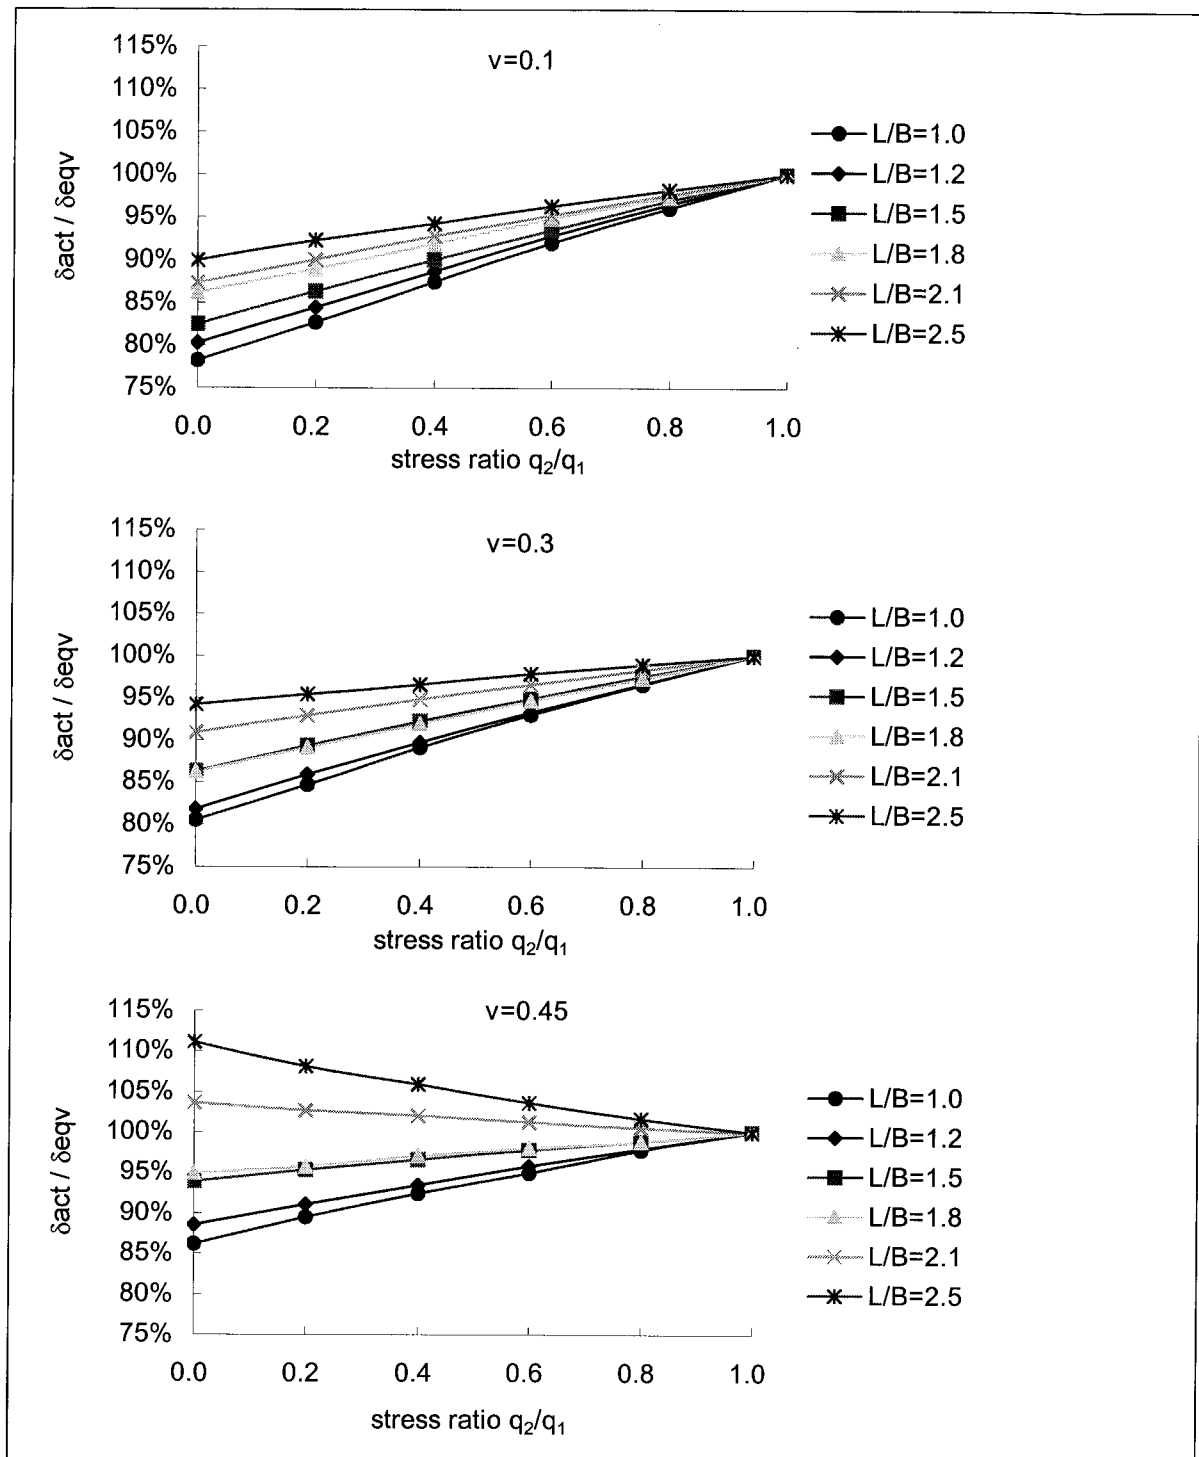 v=0.1
115%
110%
105%
100%
95%
90%
85%
80%
75%
δact / δeqv
0.0 0.2 0.4 0.6 0.8 1.0
stress ratio q₂/q₁
L/B=1.0
L/B=1.2
L/B=1.5
L/B=1.8
L/B=2.1
L/B=2.5
v=0.3
115%
110%
105%
100%
95%
90%
85%
80%
75%
δact / δeqv
0.0 0.2 0.4 0.6 0.8 1.0
stress ratio q₂/q₁
L/B=1.0
L/B=1.2
L/B=1.5
L/B=1.8
L/B=2.1
L/B=2.5
v=0.45
115%
110%
105%
100%
95%
90%
85%
80%
75%
δact / δeqv
0.0 0.2 0.4 0.6 0.8 1.0
stress ratio q₂/q₁
L/B=1.0
L/B=1.2
L/B=1.5
L/B=1.8
L/B=2.1
L/B=2.5